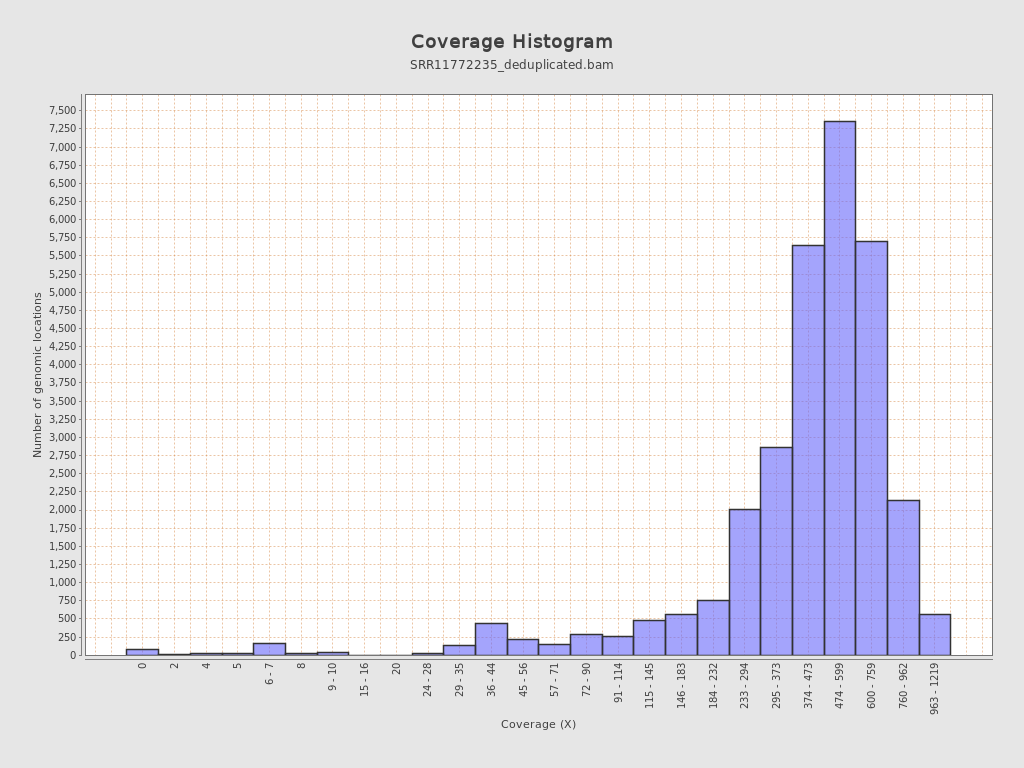 Coverage Histogram
SRR11772235_deduplicated.bam
Number of genomic locations
7,500
7,250
7,000
6,750
6,500
6,250
6,000
5,750
5,500
5,250
5,000
4,750
4,500
4,250
4,000
3,750
3,500
3,250
3,000
2,750
2,500
2,250
2,000
1,750
1,500
1,250
1,000
750
500
250
0
0
2
4
5
6 - 7
8
9 - 10
15 - 16
20
24 - 28
29 - 35
36 - 44
45 - 56
57 - 71
72 - 90
91 - 114
115 - 145
146 - 183
184 - 232
233 - 294
295 - 373
374 - 473
474 - 599
600 - 759
760 - 962
963 - 1219
Coverage (X)